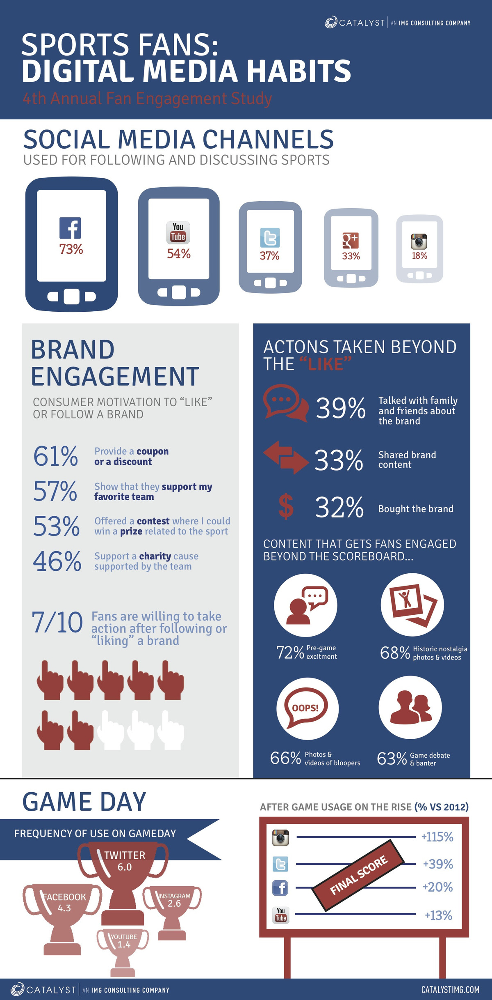 CATALYST AN IMG CONSULTING COMPANY
SPORTS FANS:
DIGITAL MEDIA HABITS
4th Annual Fan Engagement Study
SOCIAL MEDIA CHANNELS
USED FOR FOLLOWING AND DISCUSSING SPORTS
f
73%
You
Tube
54%
t
37%
g+
33%
18%
BRAND
ENGAGEMENT
CONSUMER MOTIVATION TO “LIKE”
OR FOLLOW A BRAND
61% Provide a coupon
or a discount
57% Show that they support my
favorite team
53% Offered a contest where I could
win a prize related to the sport
46% Support a charity cause
supported by the team
7/10 Fans are willing to take
action after following or
“liking” a brand
ACTONS TAKEN BEYOND
THE “LIKE”
39% Talked with family
and friends about
the brand
33% Shared brand
content
$ 32% Bought the brand
CONTENT THAT GETS FANS ENGAGED
BEYOND THE SCOREBOARD...
72% Pre-game
excitment
68% Historic nostalgia
photos & videos
OOPS!
66% Photos &
videos of bloopers
63% Game debate
& banter
GAME DAY
FREQUENCY OF USE ON GAMEDAY
TWITTER
6.0
FACEBOOK
4.3
INSTAGRAM
2.6
YOUTUBE
1.4
AFTER GAME USAGE ON THE RISE (% VS 2012)
+115%
t +39%
f +20%
You
Tube +13%
FINAL SCORE
CATALYST AN IMG CONSULTING COMPANY
CATALYSTIMG.COM